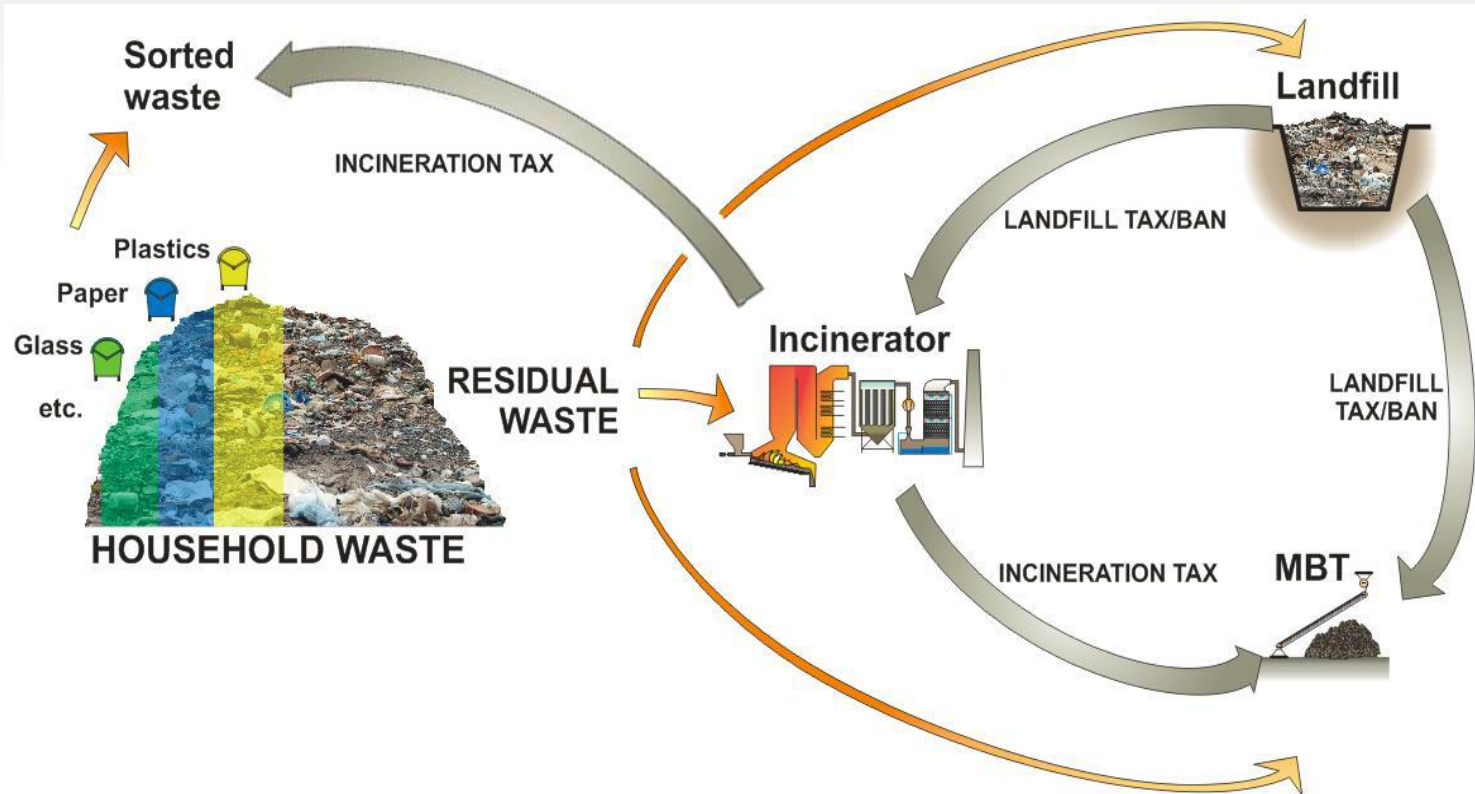 Sorted
waste
INCINERATION TAX
Landfill
LANDFILL TAX/BAN
Plastics
Paper
Glass
etc.
RESIDUAL
WASTE
HOUSEHOLD WASTE
Incinerator
LANDFILL
TAX/BAN
INCINERATION TAX
MBT